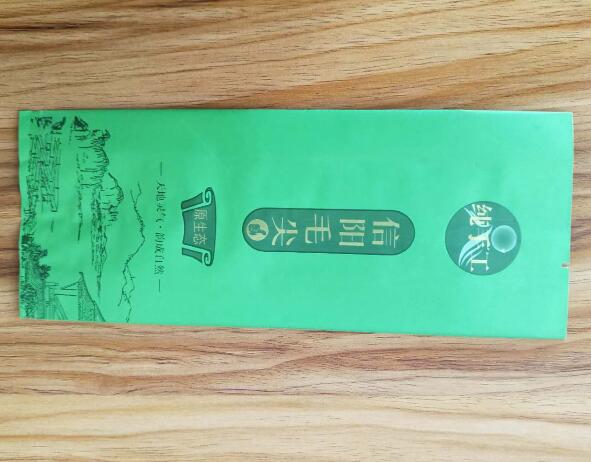 信阳毛尖
原生态
— 天地灵气·韵成自然 —